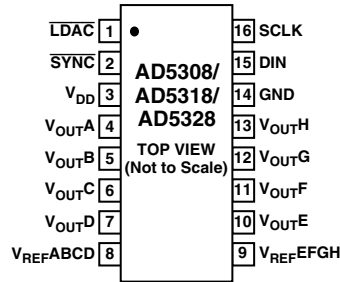 LDAC 1
SYNC 2
VDD 3
VOUTA 4
VOUTB 5
VOUTC 6
VOUTD 7
VREFABCD 8
AD5308/
AD5318/
AD5328
TOP VIEW
(Not to Scale)
16 SCLK
15 DIN
14 GND
13 VOUTH
12 VOUTG
11 VOUTF
10 VOUTE
9 VREFEFGH